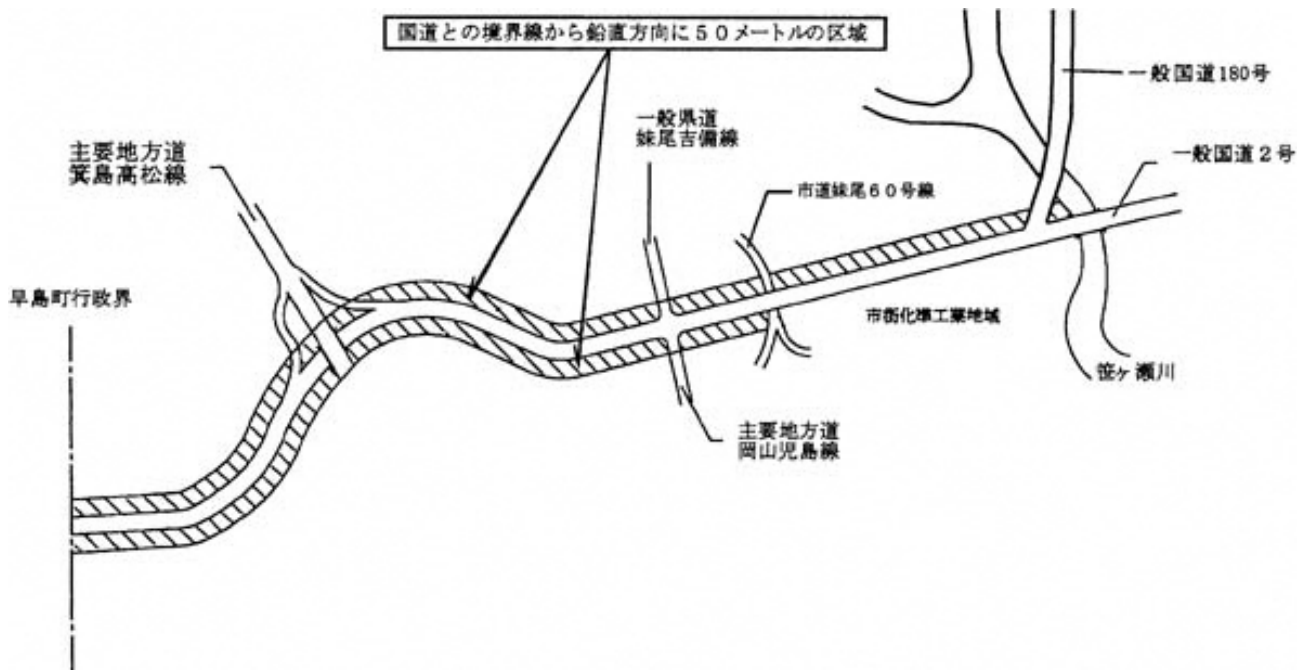 国道との境界線から鉛直方向に50メートルの区域
一般国道180号
一般県道
妹尾吉備線
主要地方道
箕島高松線
一般国道2号
市道妹尾60号線
早島町行政界
市街化準工業地域
笹ヶ瀬川
主要地方道
岡山児島線